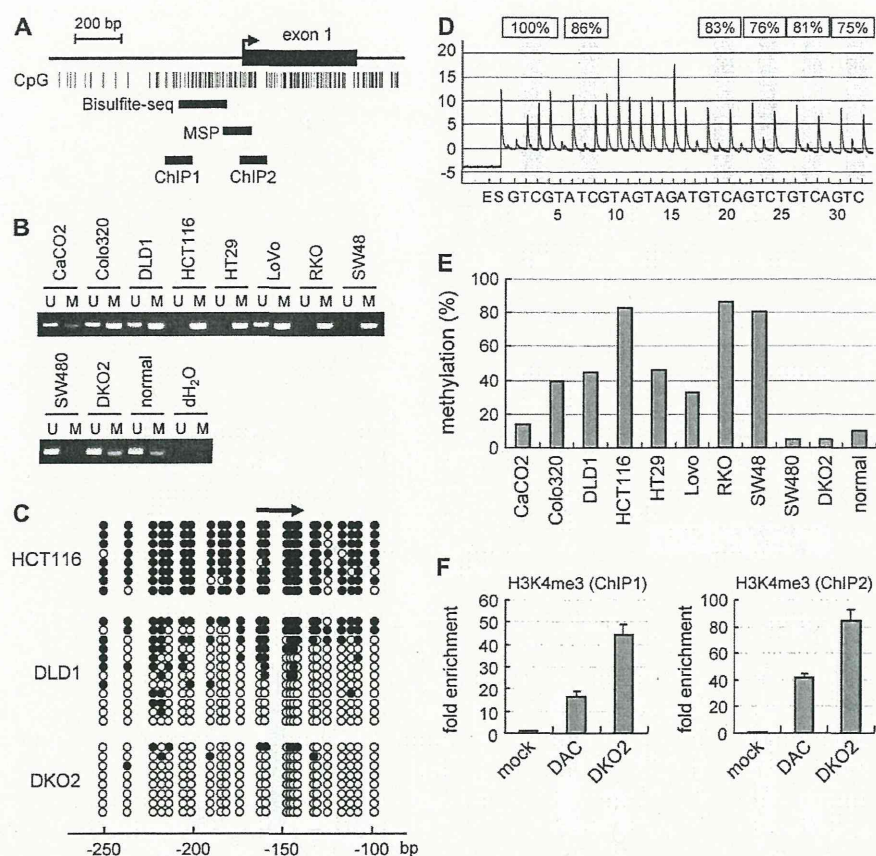 A
200 bp
exon 1
CpG
Bisulfite-seq
MSP
ChIP1
ChIP2
B
CaCO2
Colo320
DLD1
HCT116
HT29
LoVo
RKO
SW48
U M U M U M U M U M U M U M U M
SW480
DKO2
normal
dH₂O
U M U M U M U M
C
HCT116
DLD1
DKO2
-250 -200 -150 -100 bp
D
100% 86% 83% 76% 81% 75%
20
15
10
5
0
-5
E S GTCGTATCGTAGTAGATGTCAGTCTGTCAGTC
5 10 15 20 25 30
E
methylation (%)
100
80
60
40
20
0
CaCO2
Colo320
DLD1
HCT116
HT29
Lovo
RKO
SW48
SW480
DKO2
normal
F
H3K4me3 (ChIP1)
fold enrichment
60
50
40
30
20
10
0
mock
DAC
DKO2
H3K4me3 (ChIP2)
fold enrichment
100
80
60
40
20
0
mock
DAC
DKO2